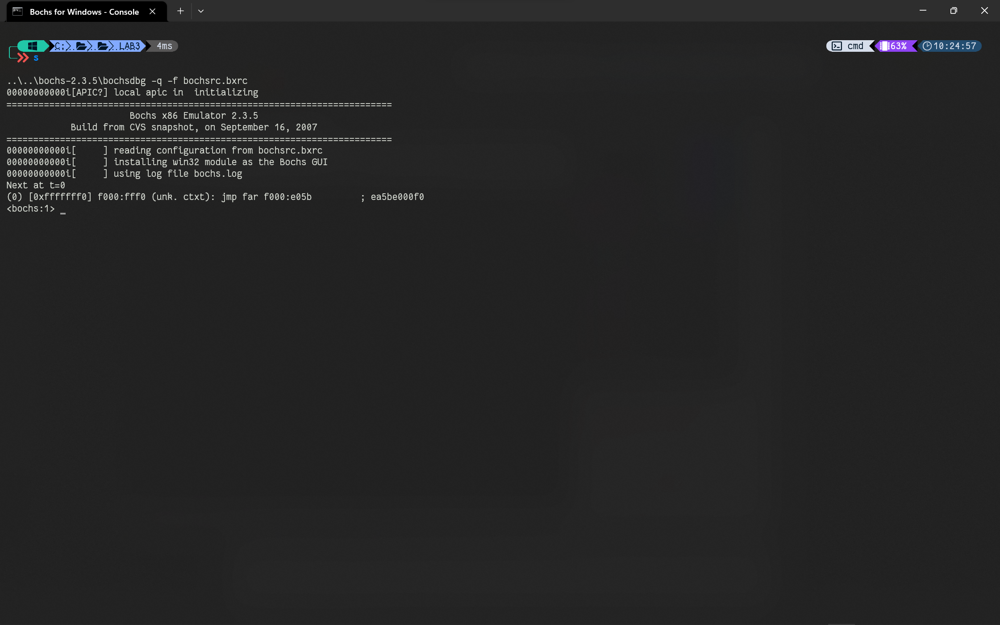 Bochs for Windows - Console
C: LAB3 4ms cmd 63% 10:24:57
s
..\..\bochs-2.3.5\bochsdbg -q -f bochsrc.bxrc
00000000000i[APIC?] local apic in  initializing
========================================================================
Bochs x86 Emulator 2.3.5
Build from CVS snapshot, on September 16, 2007
========================================================================
00000000000i[     ] reading configuration from bochsrc.bxrc
00000000000i[     ] installing win32 module as the Bochs GUI
00000000000i[     ] using log file bochs.log
Next at t=0
(0) [0xfffffff0] f000:fff0 (unk. ctxt): jmp far f000:e05b         ; ea5be000f0
<bochs:1> _